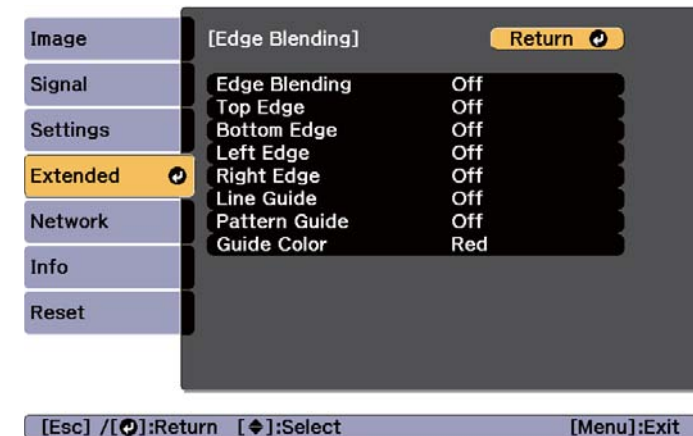 Image
Signal
Settings
Extended
Network
Info
Reset
[Edge Blending] Return
Edge Blending Off
Top Edge Off
Bottom Edge Off
Left Edge Off
Right Edge Off
Line Guide Off
Pattern Guide Off
Guide Color Red
[Esc] /[⏎]:Return [◆]:Select [Menu]:Exit